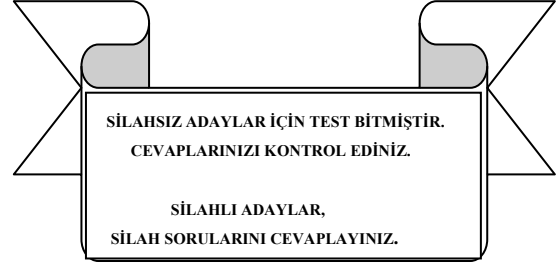 SİLAHSIZ ADAYLAR İÇİN TEST BİTMİŞTİR.
CEVAPLARINIZI KONTROL EDİNİZ.
SİLAHLI ADAYLAR,
SİLAH SORULARINI CEVAPLAYINIZ.